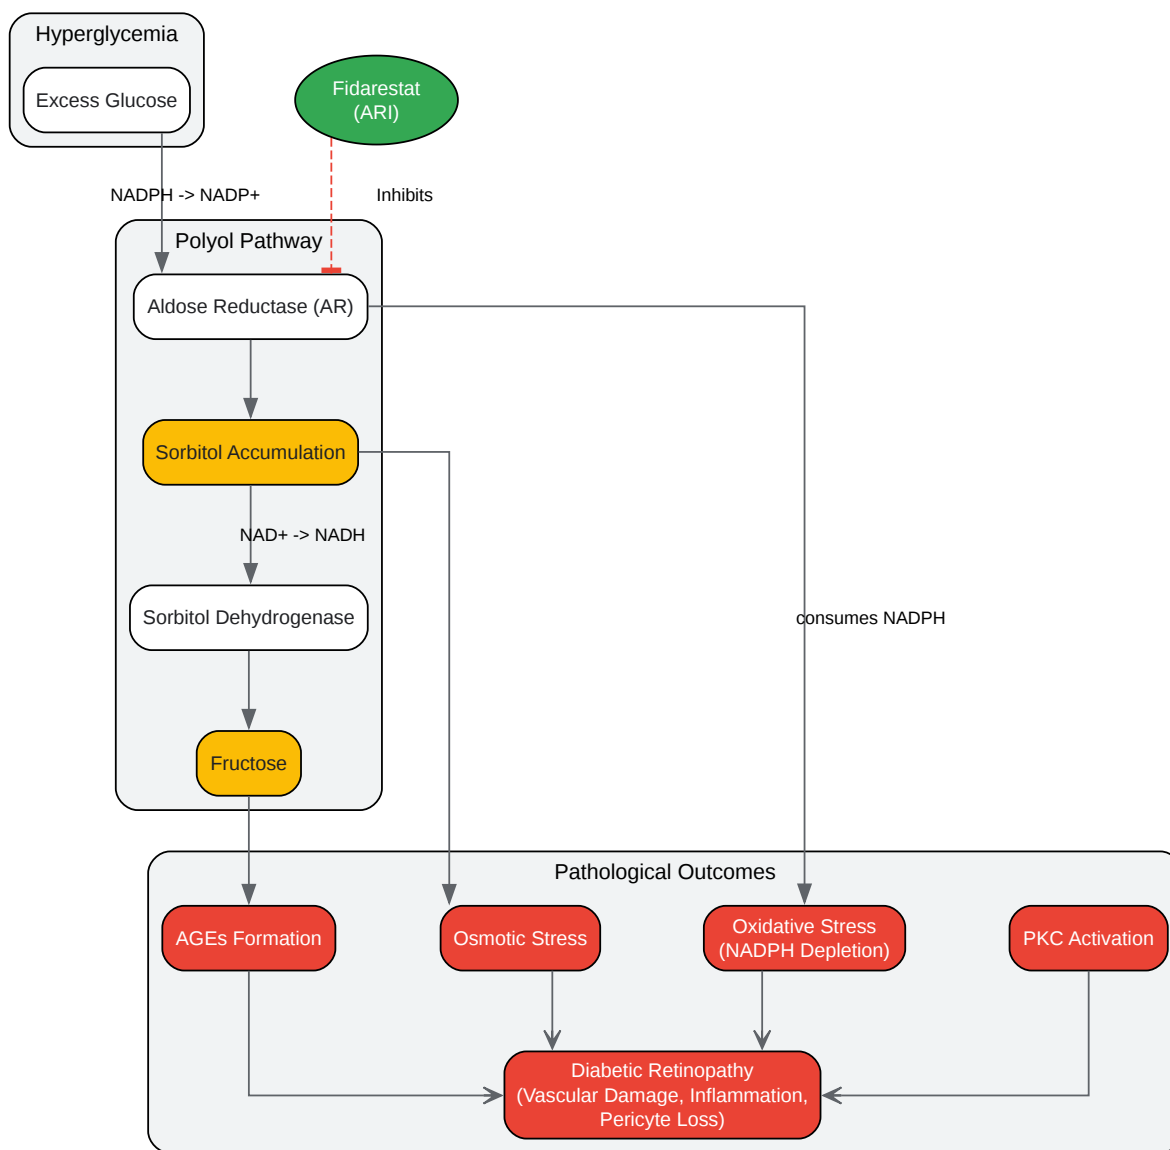 Hyperglycemia
Excess Glucose
Fidarestat
(ARI)
NADPH -> NADP+
Inhibits
Polyol Pathway
Aldose Reductase (AR)
Sorbitol Accumulation
NAD+ -> NADH
Sorbitol Dehydrogenase
consumes NADPH
Fructose
Pathological Outcomes
AGEs Formation
Osmotic Stress
Oxidative Stress
(NADPH Depletion)
PKC Activation
Diabetic Retinopathy
(Vascular Damage, Inflammation,
Pericyte Loss)